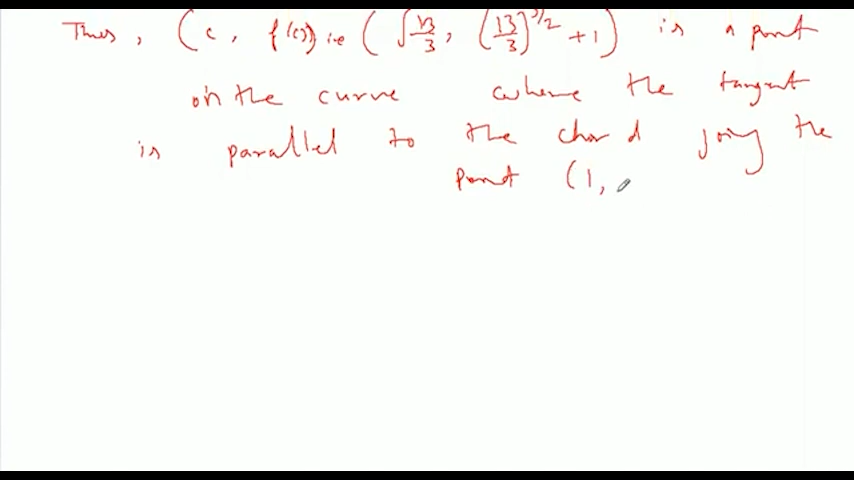 Thus, (c, f(c)) i.e (√13/3, (13/3)^3/2 + 1) is a point
on the curve where the tangent
is parallel to the chord joing the
point (1,